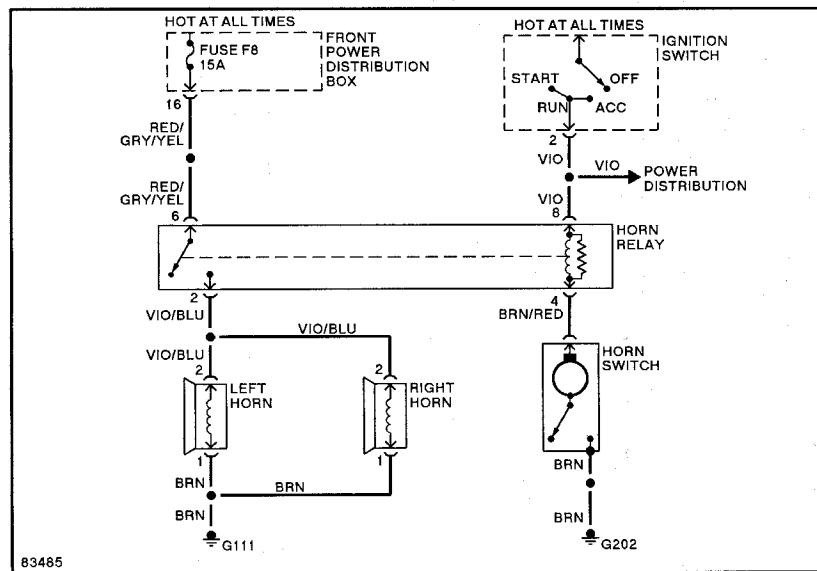 HOT AT ALL TIMES
FUSE F8
15A
FRONT
POWER
DISTRIBUTION
BOX
16
RED/
GRY/YEL
RED/
GRY/YEL
6
HOT AT ALL TIMES
IGNITION
SWITCH
START
OFF
RUN
ACC
2
VIO
VIO
POWER
DISTRIBUTION
VIO
8
HORN
RELAY
2
VIO/BLU
VIO/BLU
VIO/BLU
2
LEFT
HORN
1
2
RIGHT
HORN
1
BRN
BRN
BRN
G111
4
BRN/RED
HORN
SWITCH
BRN
BRN
G202
83485